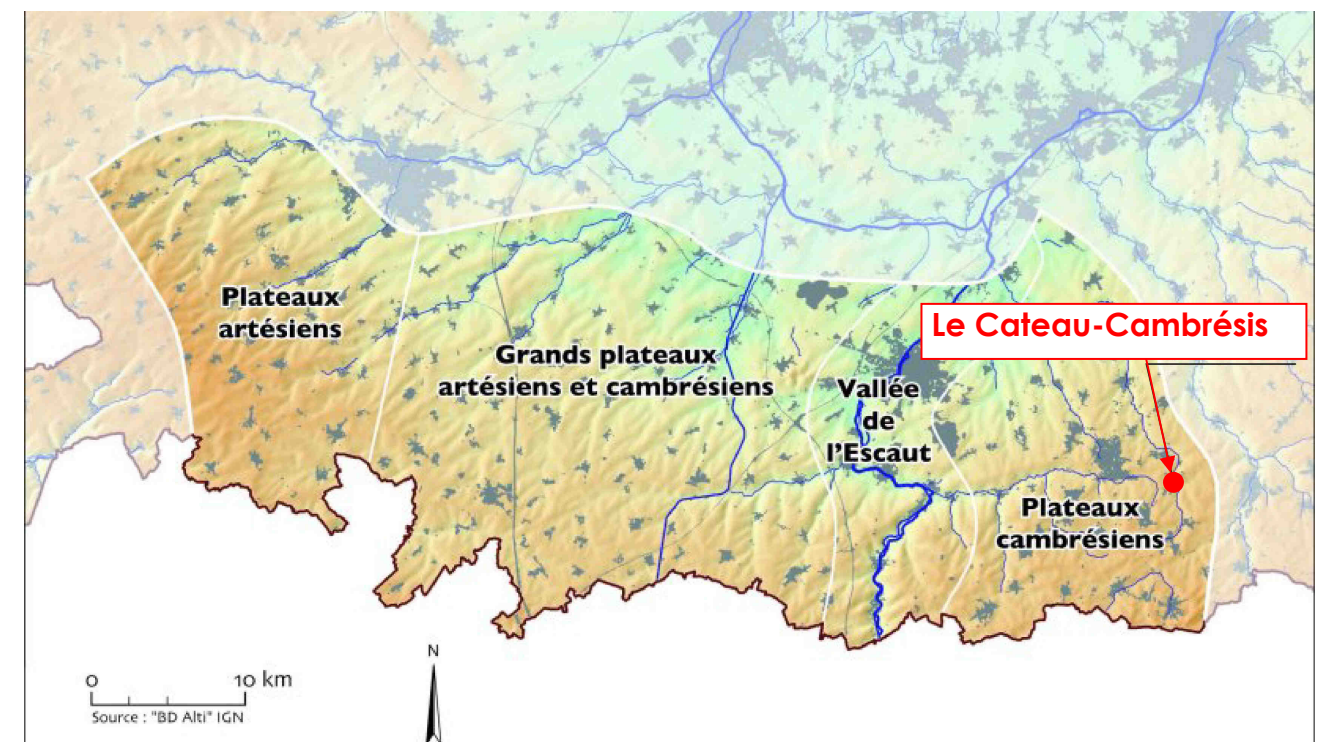 Le Cateau-Cambrésis
Plateaux
artésiens
Grands plateaux
artésiens et cambrésiens
Vallée
de
l'Escaut
Plateaux
cambrésiens
N
0 10 km
Source : "BD Alti" IGN